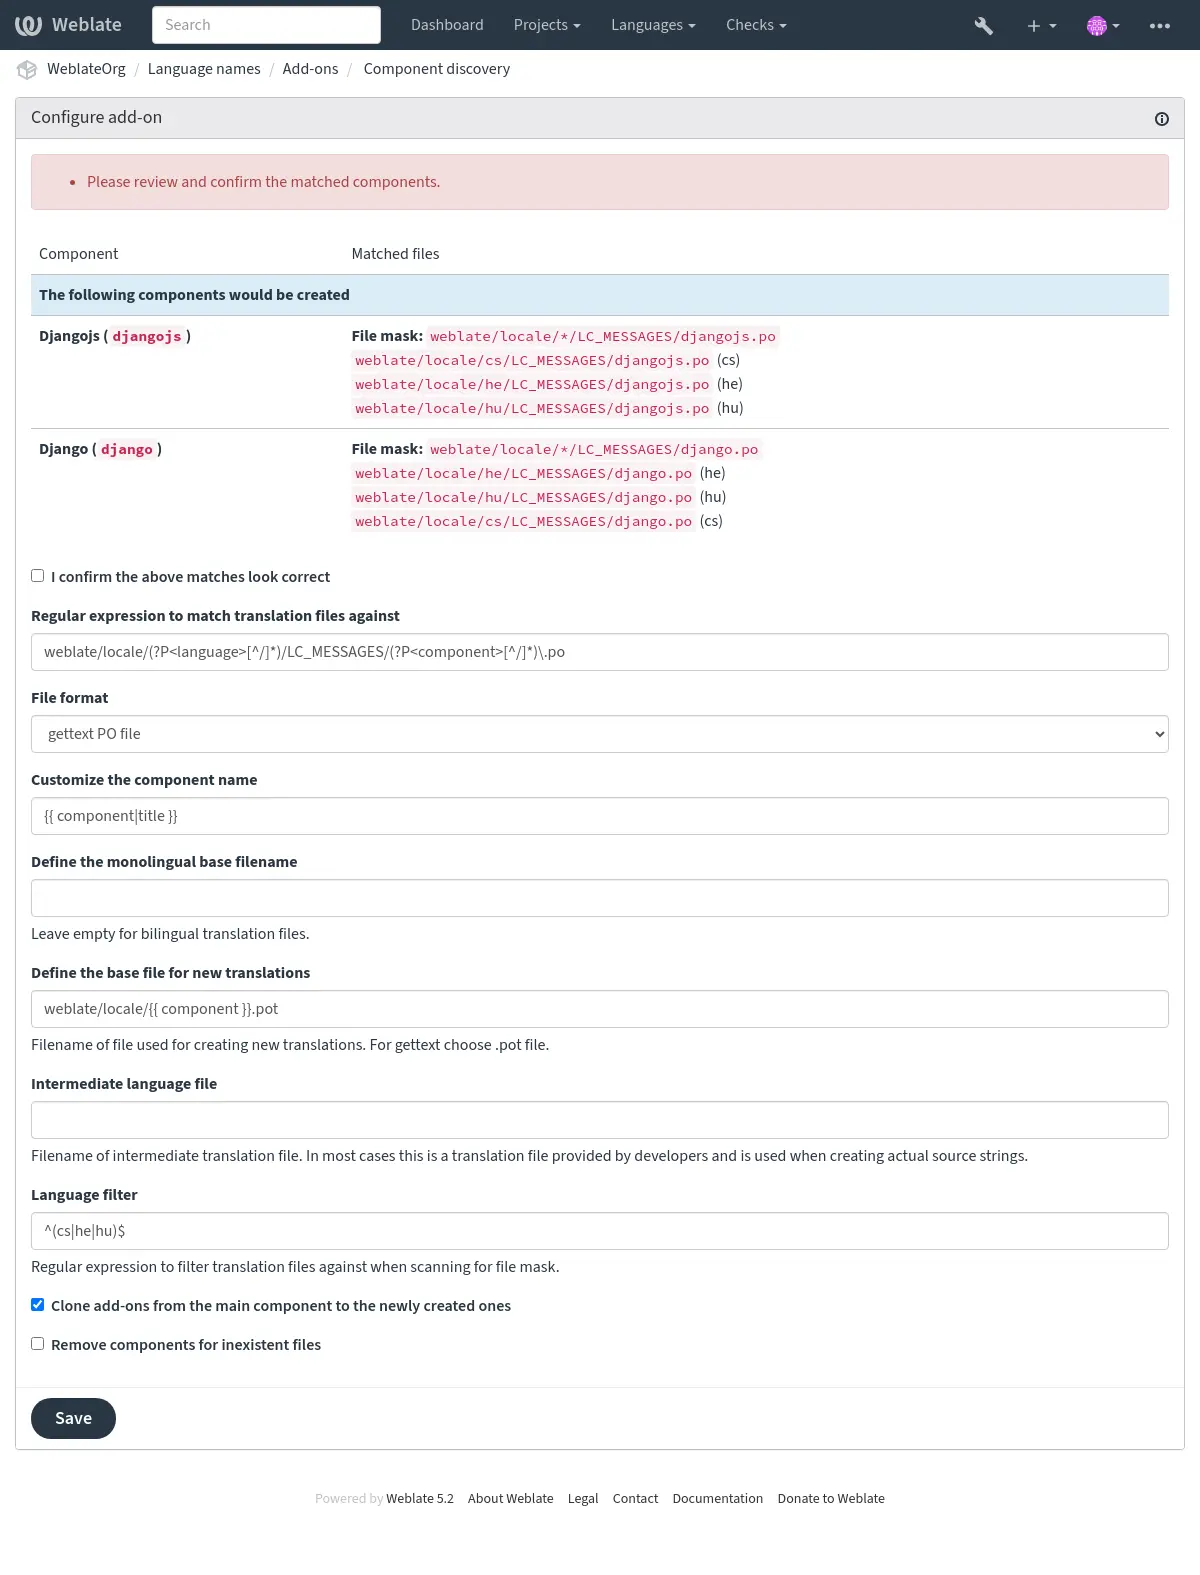 Weblate Search Dashboard Projects Languages Checks
WeblateOrg / Language names / Add-ons / Component discovery
Configure add-on
Please review and confirm the matched components.
Component Matched files
The following components would be created
Djangojs ( djangojs ) File mask: weblate/locale/*/LC_MESSAGES/djangojs.po
weblate/locale/cs/LC_MESSAGES/djangojs.po (cs)
weblate/locale/he/LC_MESSAGES/djangojs.po (he)
weblate/locale/hu/LC_MESSAGES/djangojs.po (hu)
Django ( django ) File mask: weblate/locale/*/LC_MESSAGES/django.po
weblate/locale/he/LC_MESSAGES/django.po (he)
weblate/locale/hu/LC_MESSAGES/django.po (hu)
weblate/locale/cs/LC_MESSAGES/django.po (cs)
I confirm the above matches look correct
Regular expression to match translation files against
weblate/locale/(?P<language>[^/]*)/LC_MESSAGES/(?P<component>[^/]*)\.po
File format
gettext PO file
Customize the component name
{{ component|title }}
Define the monolingual base filename
Leave empty for bilingual translation files.
Define the base file for new translations
weblate/locale/{{ component }}.pot
Filename of file used for creating new translations. For gettext choose .pot file.
Intermediate language file
Filename of intermediate translation file. In most cases this is a translation file provided by developers and is used when creating actual source strings.
Language filter
^(cs|he|hu)$
Regular expression to filter translation files against when scanning for file mask.
Clone add-ons from the main component to the newly created ones
Remove components for inexistent files
Save
Powered by Weblate 5.2 About Weblate Legal Contact Documentation Donate to Weblate